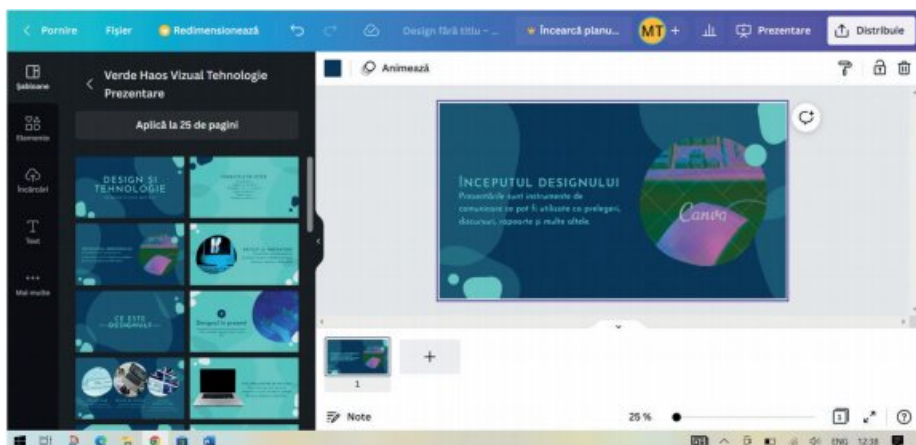 Pornire Fișier Redimensionează Design fără titlu - ... Încearcă planu... MT + Prezentare Distribuie
Șabloane
Elemente
Încărcări
Text
Mai multe
Verde Haos Vizual Tehnologie
Prezentare
Aplică la 25 de pagini
DESIGN ȘI
TEHNOLOGIE
CE ESTE
DESIGNUL?
Designul în prezent
Animează
ÎNCEPUTUL DESIGNULUI
Prezentările sunt instrumente de
comunicare ce pot fi utilizate ca prelegeri,
discursuri, rapoarte și multe altele.
Canva
1
Note 25 % 1
ENG 12:38